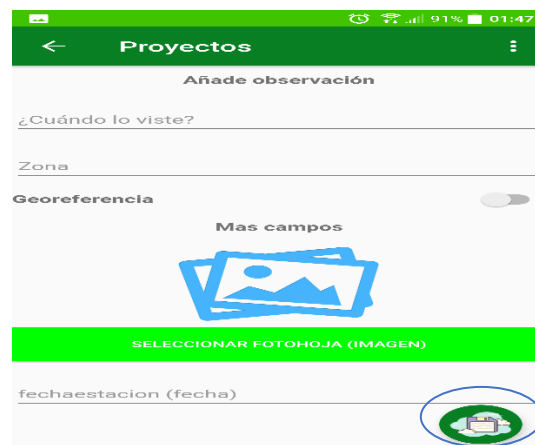 91% 01:47
Proyectos
Añade observación
¿Cuándo lo viste?
Zona
Georeferencia
Mas campos
SELECCIONAR FOTOHOJA (IMAGEN)
fechaestacion (fecha)